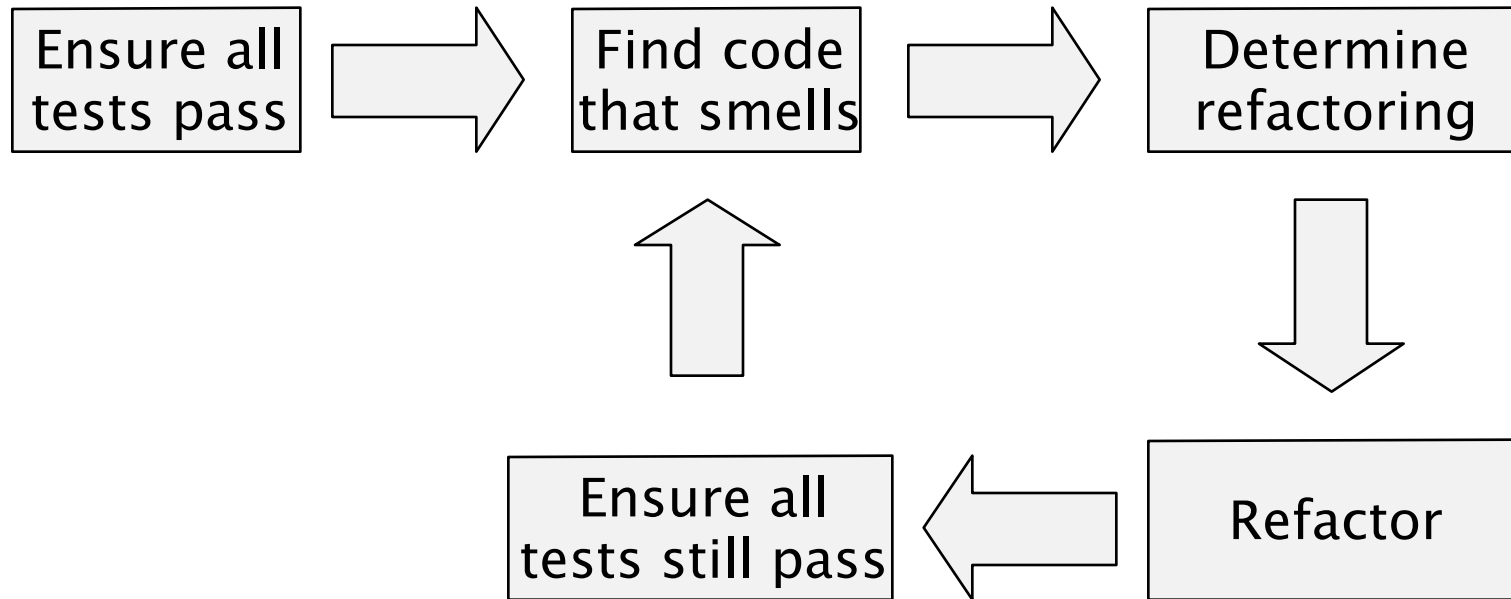 Ensure all
tests pass
Find code
that smells
Determine
refactoring
Refactor
Ensure all
tests still pass